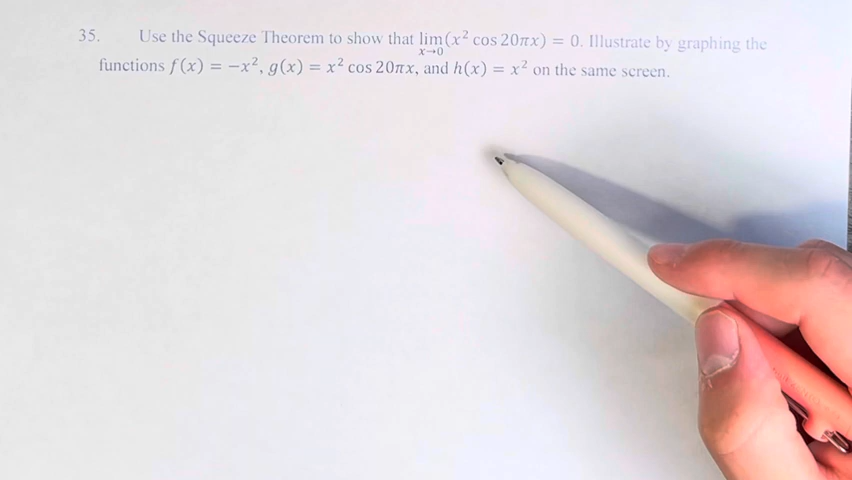 35. Use the Squeeze Theorem to show that lim x→0 (x² cos 20πx) = 0. Illustrate by graphing the
functions f(x) = −x², g(x) = x² cos 20πx, and h(x) = x² on the same screen.